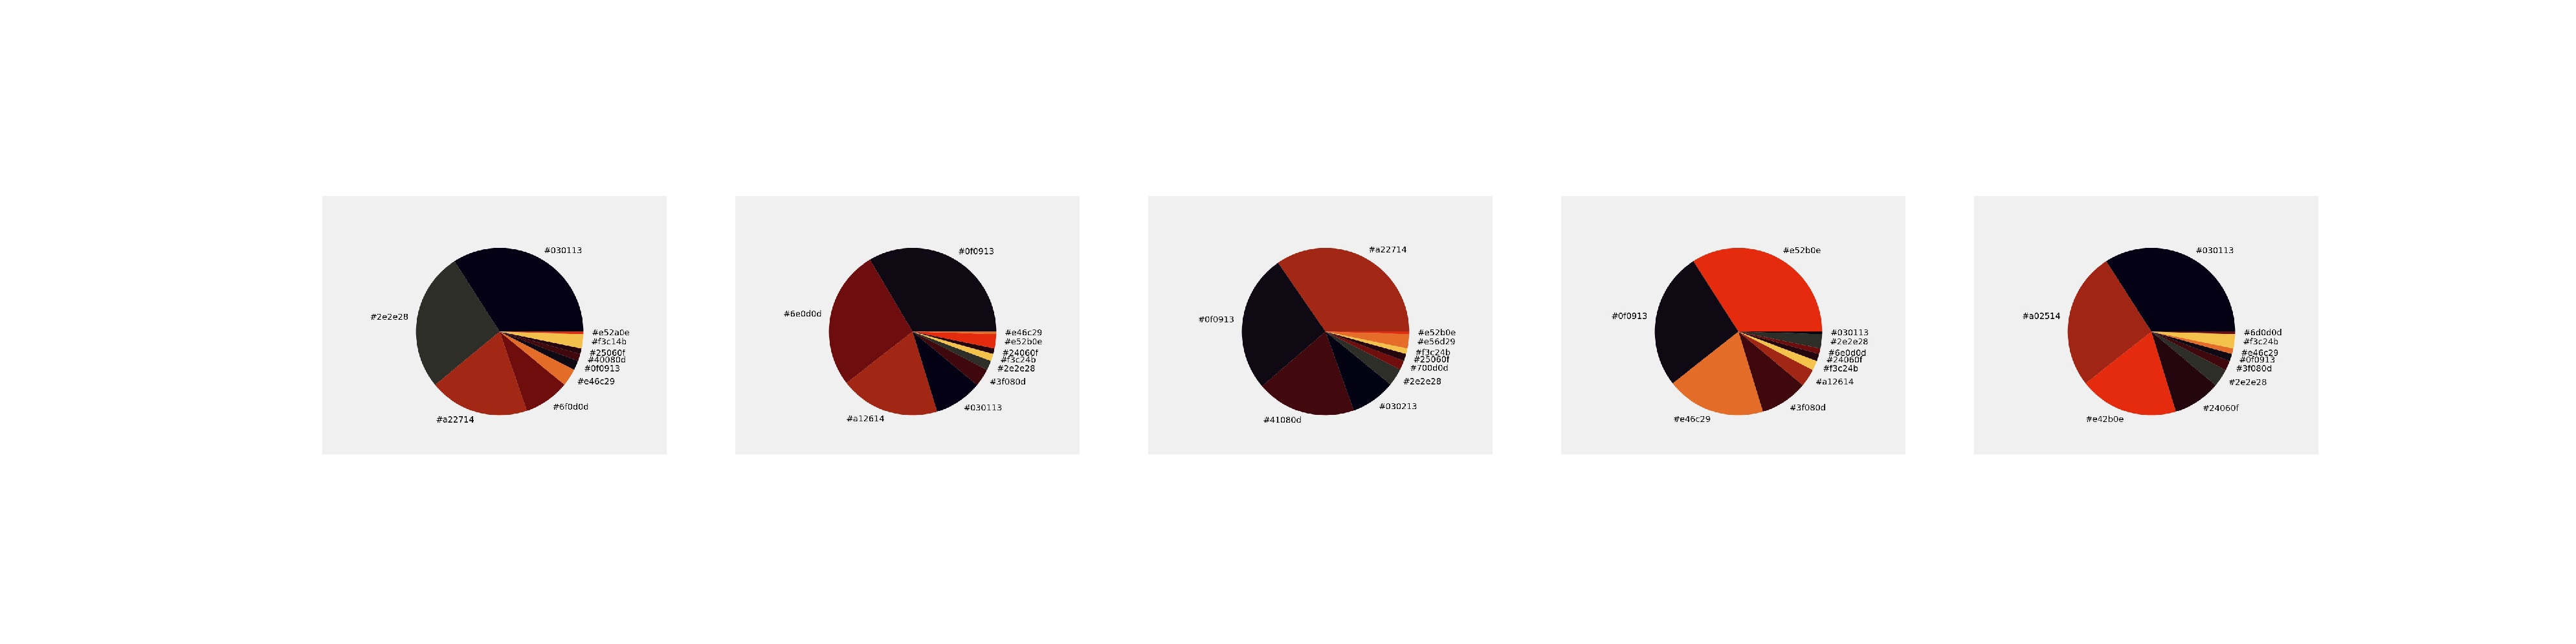 #030113
#2e2e28
#a22714
#6f0d0d
#e46c29
#0f0913
#40080d
#25060f
#f3c14b
#e52a0e
#0f0913
#6e0d0d
#a12614
#030113
#3f080d
#2e2e28
#f3c24b
#24060f
#e52b0e
#e46c29
#a22714
#0f0913
#41080d
#030213
#2e2e28
#700d0d
#25060f
#f3c24b
#e56d29
#e52b0e
#e52b0e
#0f0913
#e46c29
#3f080d
#a12614
#f3c24b
#24060f
#6e0d0d
#2e2e28
#030113
#030113
#a02514
#e42b0e
#24060f
#2e2e28
#3f080d
#0f0913
#e46c29
#f3c24b
#6d0d0d